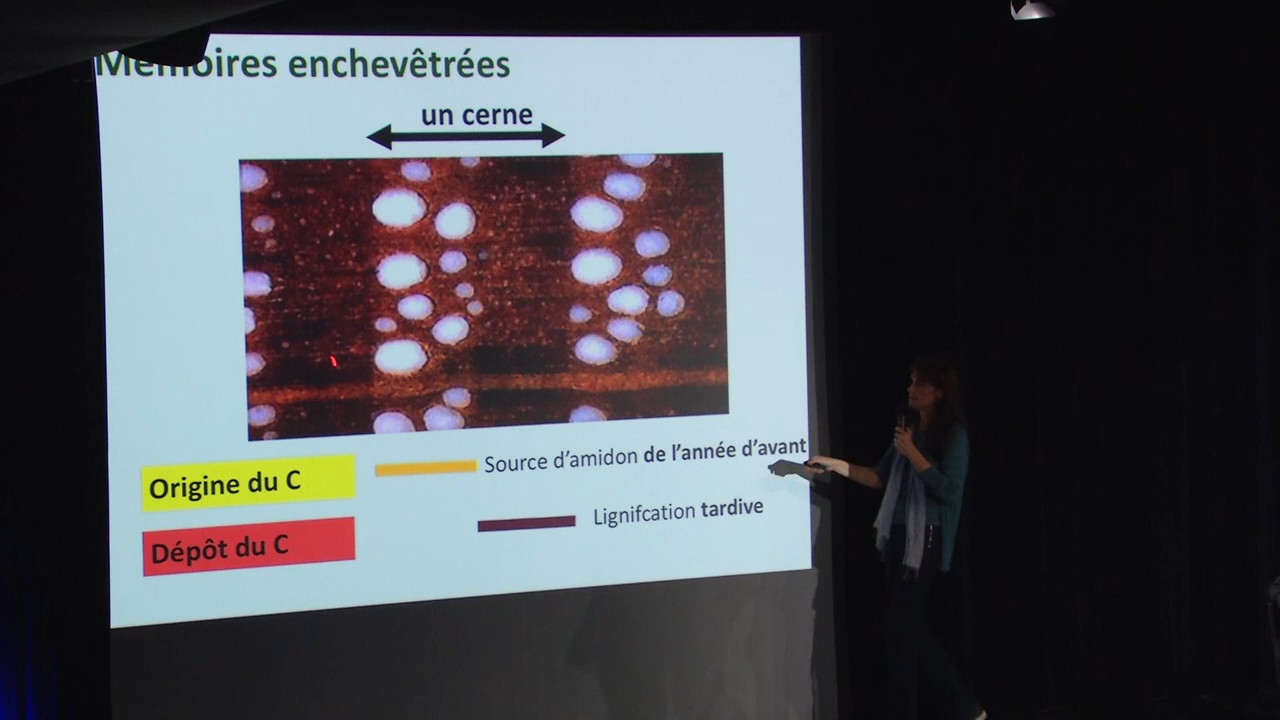 Mémoires enchevêtrées
un cerne
Source d'amidon de l'année d'avant
Origine du C
Lignifcation tardive
Dépôt du C